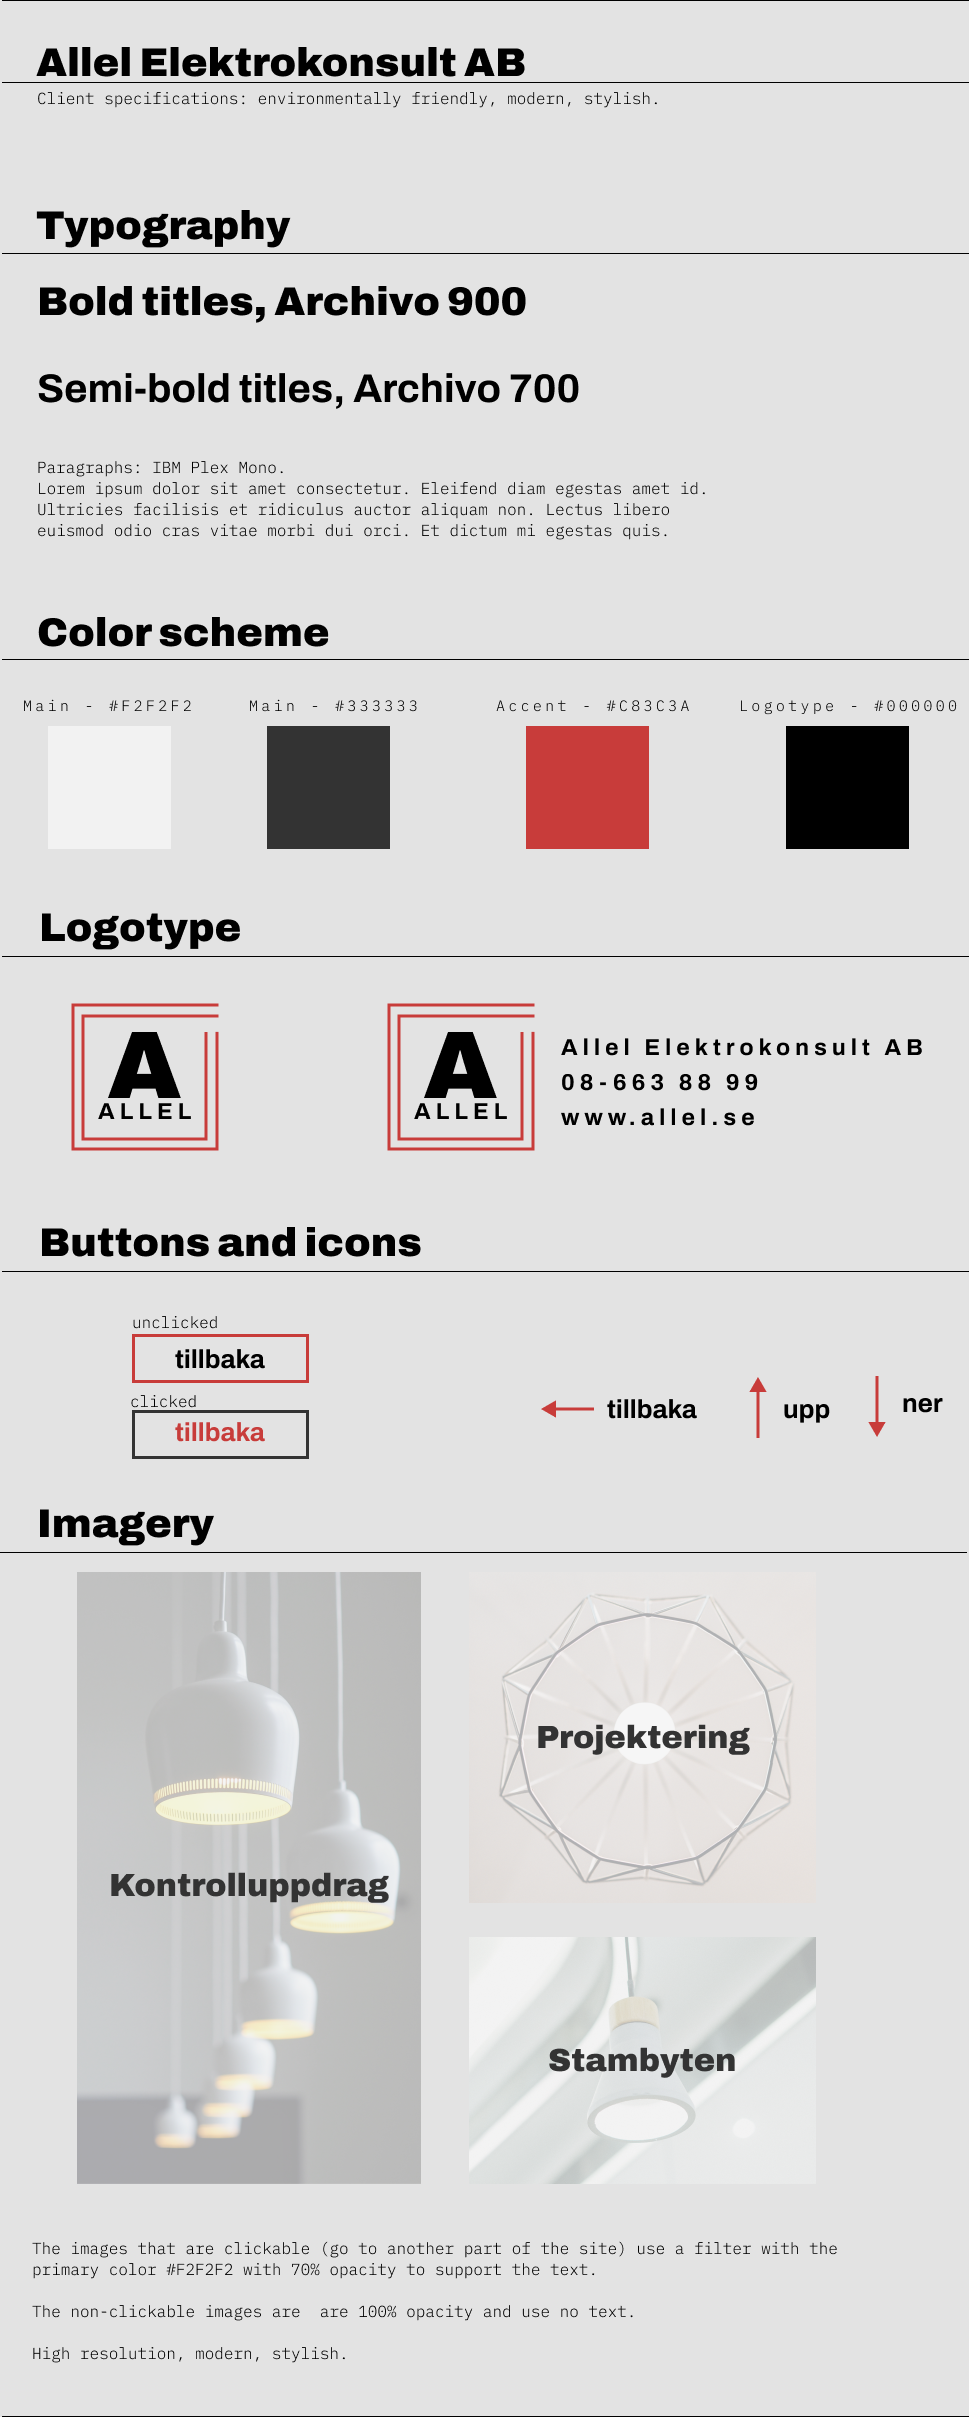 Allel Elektrokonsult AB
Client specifications: environmentally friendly, modern, stylish.
Typography
Bold titles, Archivo 900
Semi-bold titles, Archivo 700
Paragraphs: IBM Plex Mono.
Lorem ipsum dolor sit amet consectetur. Eleifend diam egestas amet id.
Ultricies facilisis et ridiculus auctor aliquam non. Lectus libero
euismod odio cras vitae morbi dui orci. Et dictum mi egestas quis.
Color scheme
Main - #F2F2F2
Main - #333333
Accent - #C83C3A
Logotype - #000000
Logotype
A
ALLEL
A
ALLEL
Allel Elektrokonsult AB
08-663 88 99
www.allel.se
Buttons and icons
unclicked
tillbaka
clicked
tillbaka
tillbaka
upp
ner
Imagery
Kontrolluppdrag
Projektering
Stambyten
The images that are clickable (go to another part of the site) use a filter with the
primary color #F2F2F2 with 70% opacity to support the text.
The non-clickable images are  are 100% opacity and use no text.
High resolution, modern, stylish.